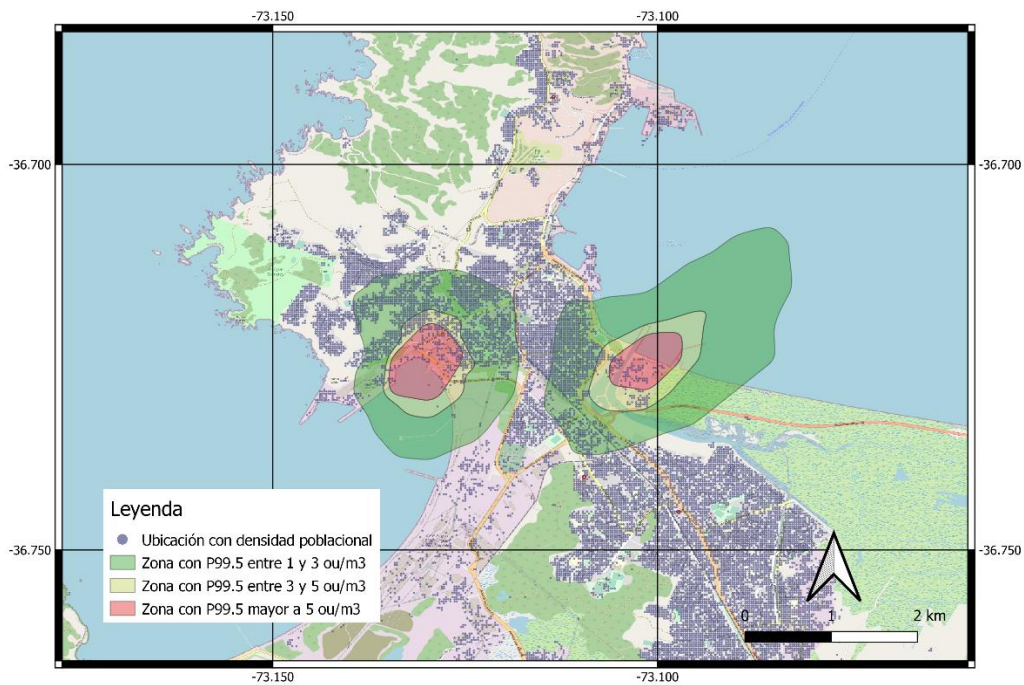 -73.150 -73.100
-36.700 -36.700
Leyenda
Ubicación con densidad poblacional
Zona con P99.5 entre 1 y 3 ou/m3
Zona con P99.5 entre 3 y 5 ou/m3
Zona con P99.5 mayor a 5 ou/m3
-36.750 -36.750
0 1 2 km
-73.150 -73.100